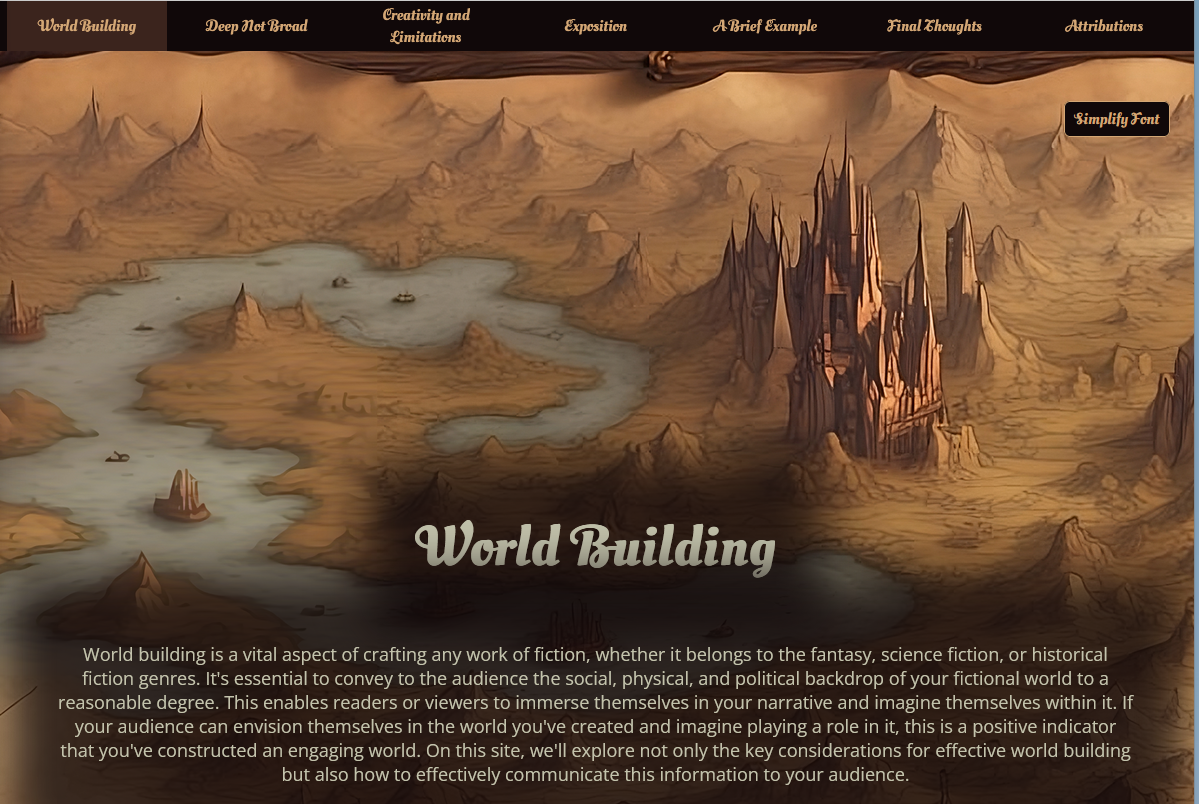 World Building
Deep Not Broad
Creativity and
Limitations
Exposition
A Brief Example
Final Thoughts
Attributions
Simplify Font
World Building
World building is a vital aspect of crafting any work of fiction, whether it belongs to the fantasy, science fiction, or historical
fiction genres. It's essential to convey to the audience the social, physical, and political backdrop of your fictional world to a
reasonable degree. This enables readers or viewers to immerse themselves in your narrative and imagine themselves within it. If
your audience can envision themselves in the world you've created and imagine playing a role in it, this is a positive indicator
that you've constructed an engaging world. On this site, we'll explore not only the key considerations for effective world building
but also how to effectively communicate this information to your audience.